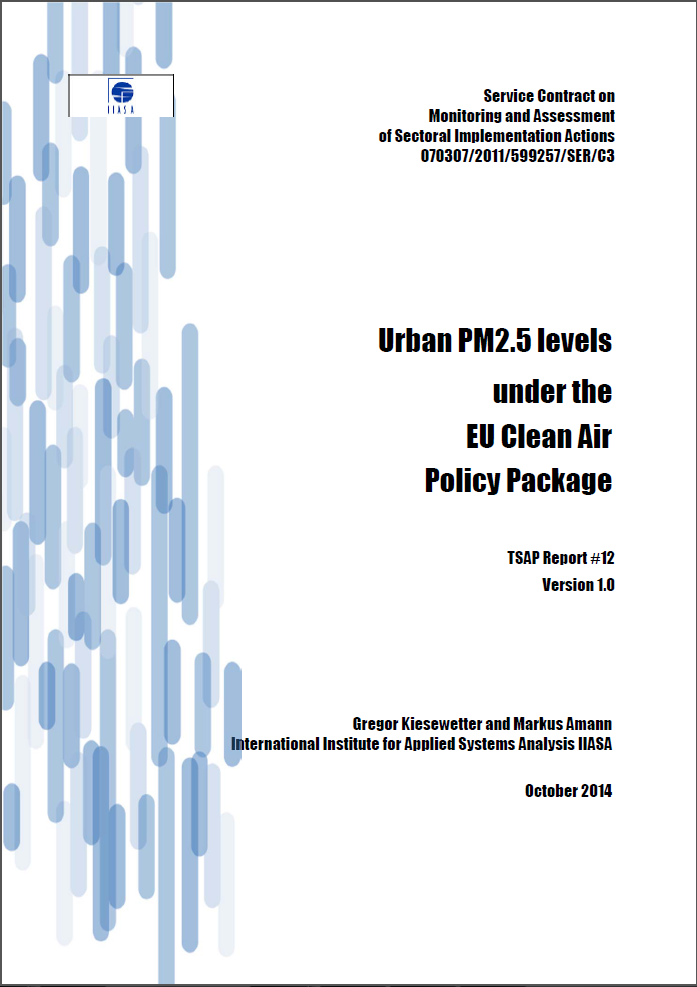 IIASA
Service Contract on
Monitoring and Assessment
of Sectoral Implementation Actions
070307/2011/599257/SER/C3
Urban PM2.5 levels
under the
EU Clean Air
Policy Package
TSAP Report #12
Version 1.0
Gregor Kiesewetter and Markus Amann
International Institute for Applied Systems Analysis IIASA
October 2014